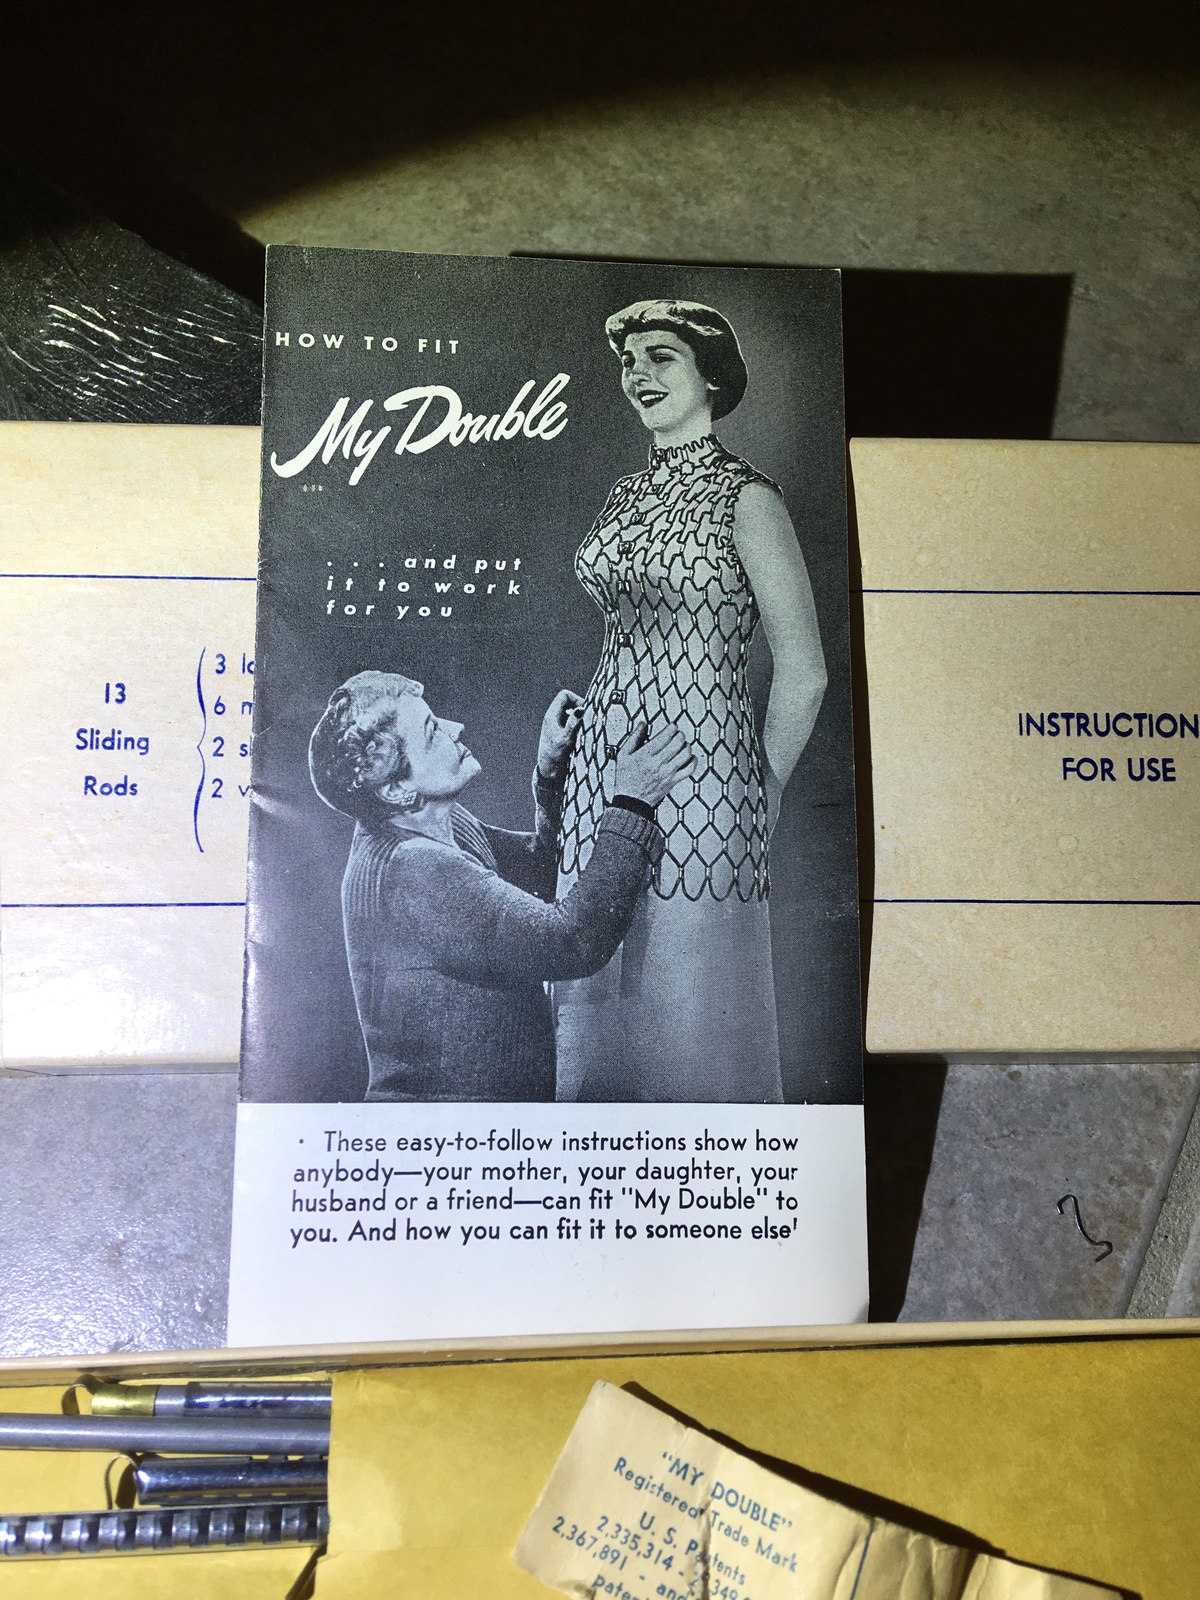 HOW TO FIT
My Double
. . . and put
it to work
for you
13
Sliding
Rods
3
6
2
2
INSTRUCTION
FOR USE
· These easy-to-follow instructions show how
anybody—your mother, your daughter, your
husband or a friend—can fit "My Double" to
you. And how you can fit it to someone else!
"MY DOUBLE"
Registered Trade Mark
U. S. Patents
2,335,314 -
2,367,891 - and